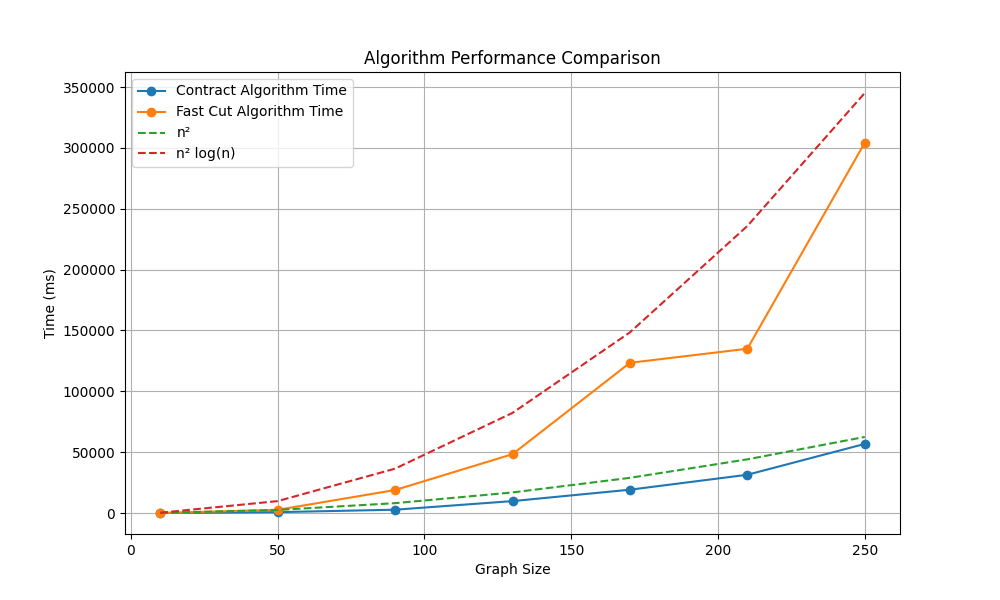 Algorithm Performance Comparison
Contract Algorithm Time
Fast Cut Algorithm Time
n²
n² log(n)
350000
300000
250000
200000
150000
100000
50000
0
Time (ms)
0 50 100 150 200 250
Graph Size